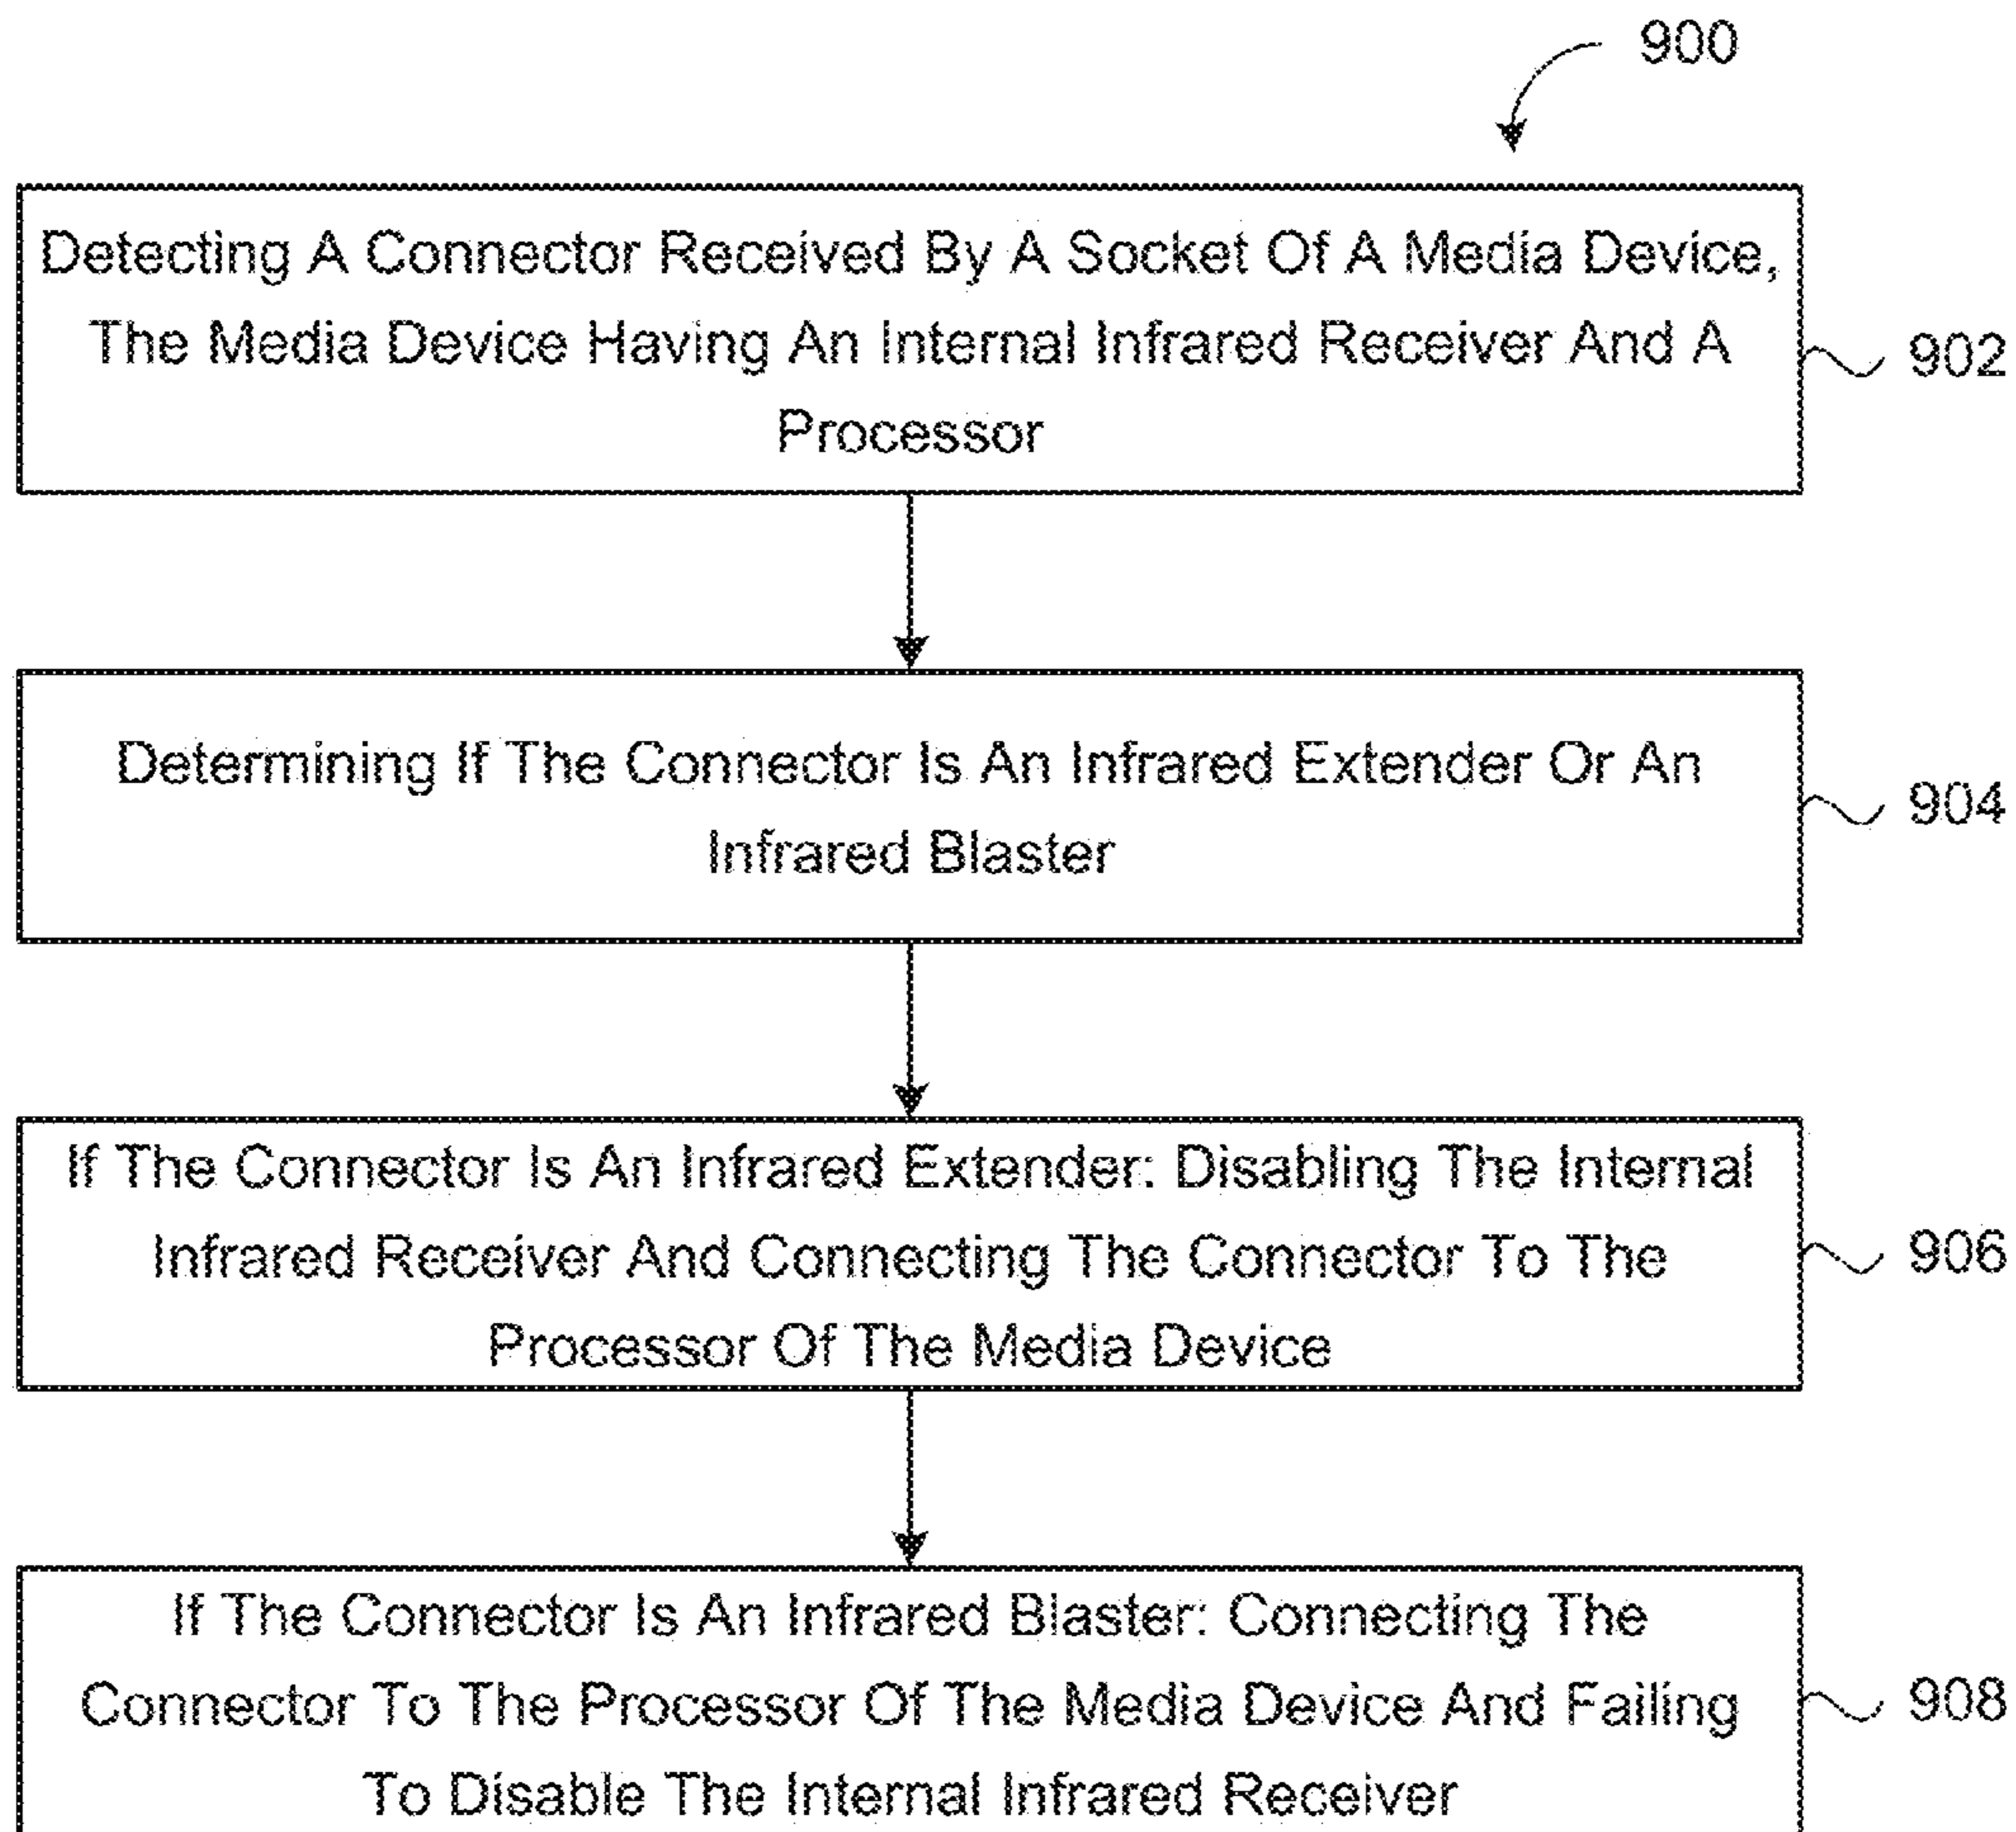 900
Detecting A Connector Received By A Socket Of A Media Device,
The Media Device Having An Internal Infrared Receiver And A
Processor
902
Determining If The Connector Is An Infrared Extender Or An
Infrared Blaster
904
If The Connector Is An Infrared Extender: Disabling The Internal
Infrared Receiver And Connecting The Connector To The
Processor Of The Media Device
906
If The Connector Is An Infrared Blaster: Connecting The
Connector To The Processor Of The Media Device And Failing
To Disable The Internal Infrared Receiver
908